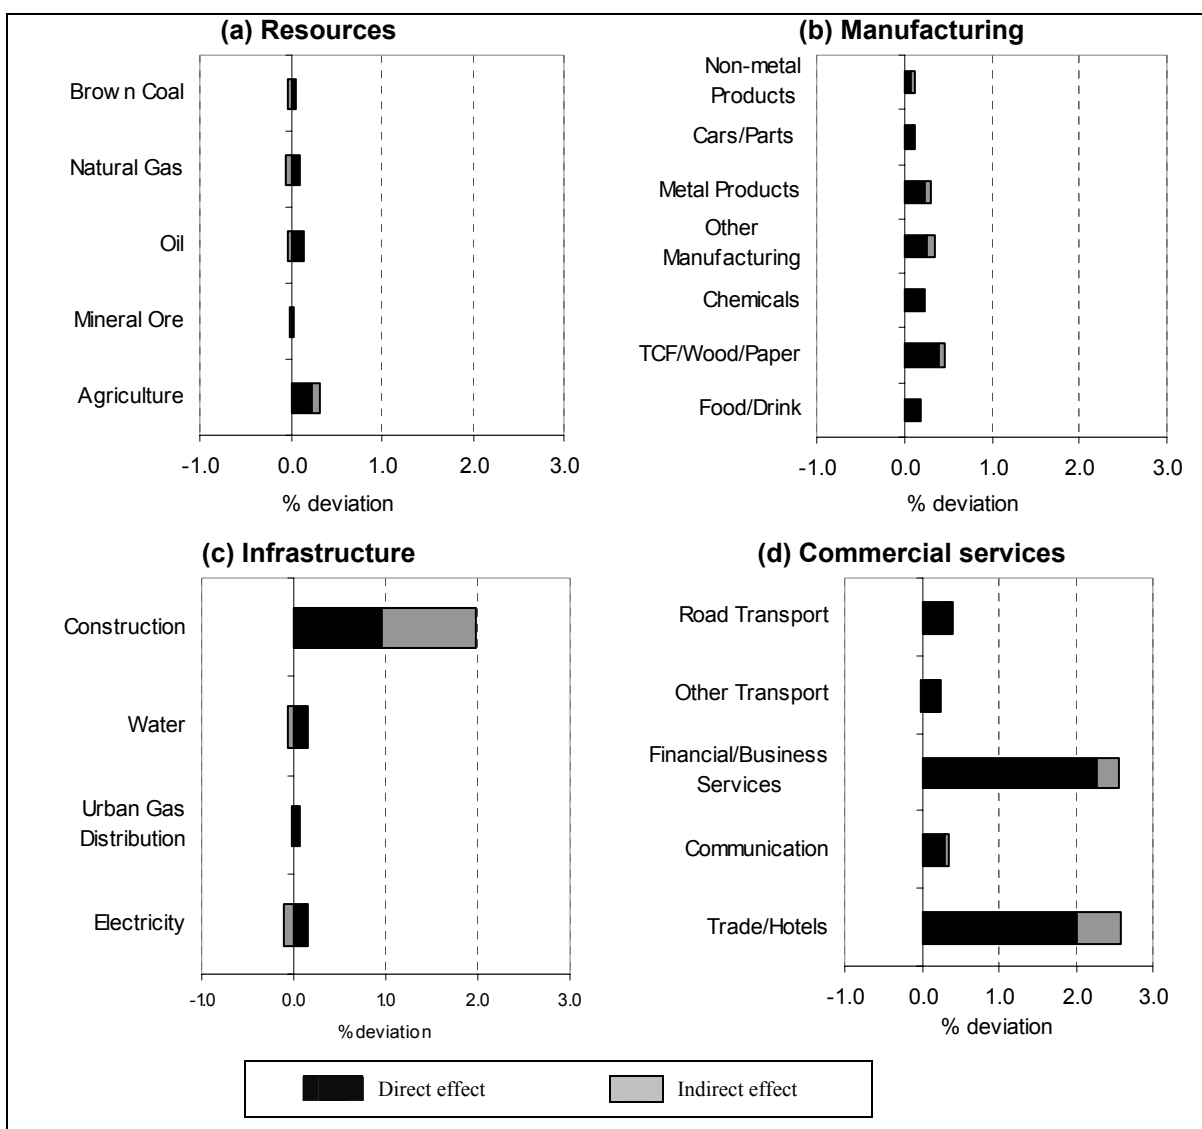 (a) Resources
Brown Coal
Natural Gas
Oil
Mineral Ore
Agriculture
-1.0 0.0 1.0 2.0 3.0
% deviation
(b) Manufacturing
Non-metal
Products
Cars/Parts
Metal Products
Other
Manufacturing
Chemicals
TCF/Wood/Paper
Food/Drink
-1.0 0.0 1.0 2.0 3.0
% deviation
(c) Infrastructure
Construction
Water
Urban Gas
Distribution
Electricity
-1.0 0.0 1.0 2.0 3.0
% deviation
(d) Commercial services
Road Transport
Other Transport
Financial/Business
Services
Communication
Trade/Hotels
-1.0 0.0 1.0 2.0 3.0
% deviation
Direct effect Indirect effect